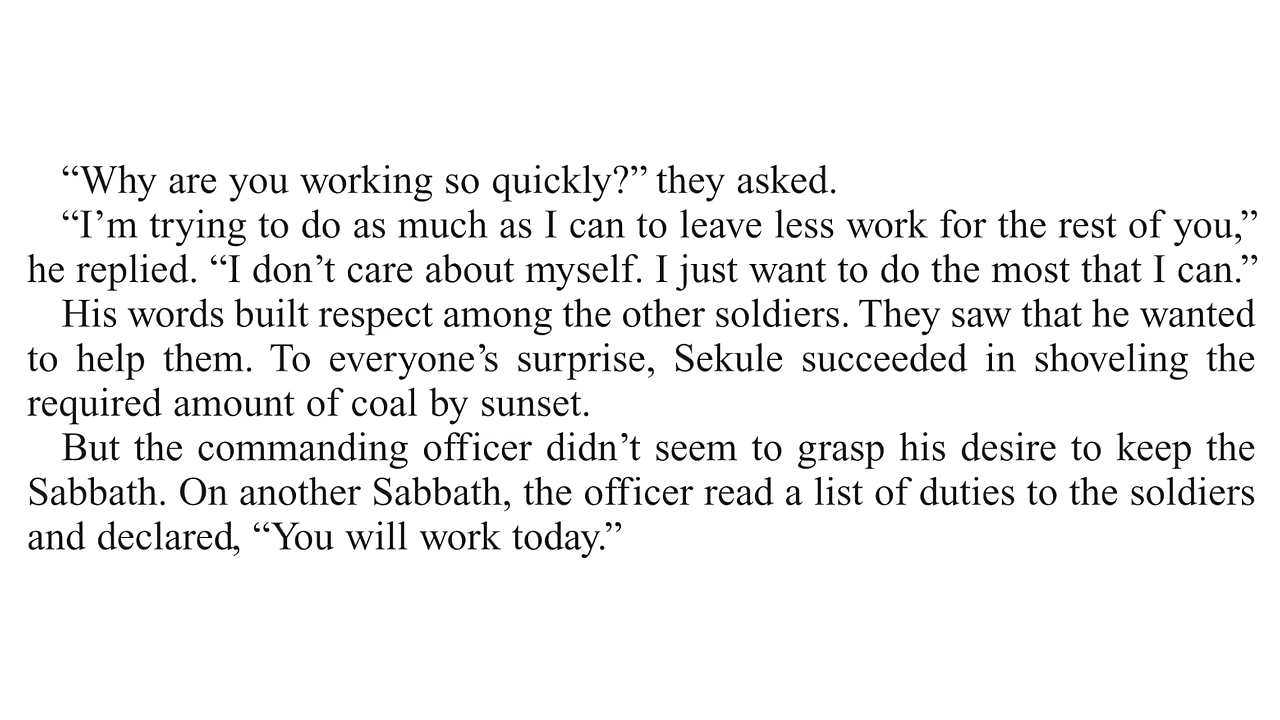 “Why are you working so quickly?” they asked.
“I’m trying to do as much as I can to leave less work for the rest of you,”
he replied. “I don’t care about myself. I just want to do the most that I can.”
His words built respect among the other soldiers. They saw that he wanted
to help them. To everyone’s surprise, Sekule succeeded in shoveling the
required amount of coal by sunset.
But the commanding officer didn’t seem to grasp his desire to keep the
Sabbath. On another Sabbath, the officer read a list of duties to the soldiers
and declared, “You will work today.”